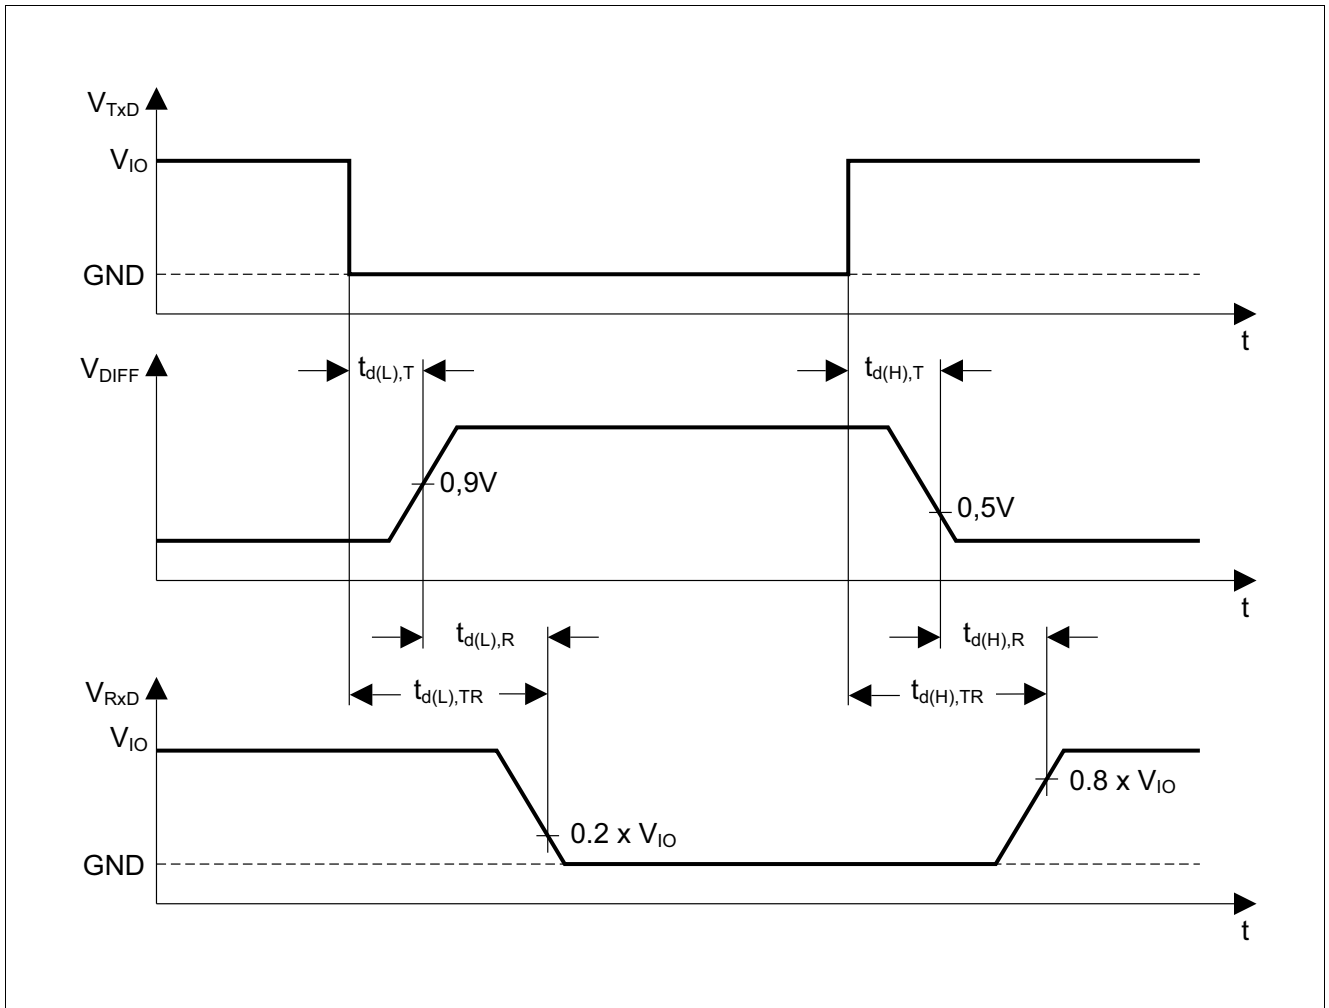 V_TxD
V_IO
GND
t
V_DIFF
t_d(L),T
t_d(H),T
0,9V
0,5V
t
t_d(L),R
t_d(H),R
t_d(L),TR
t_d(H),TR
V_RxD
V_IO
0.8 x V_IO
0.2 x V_IO
GND
t